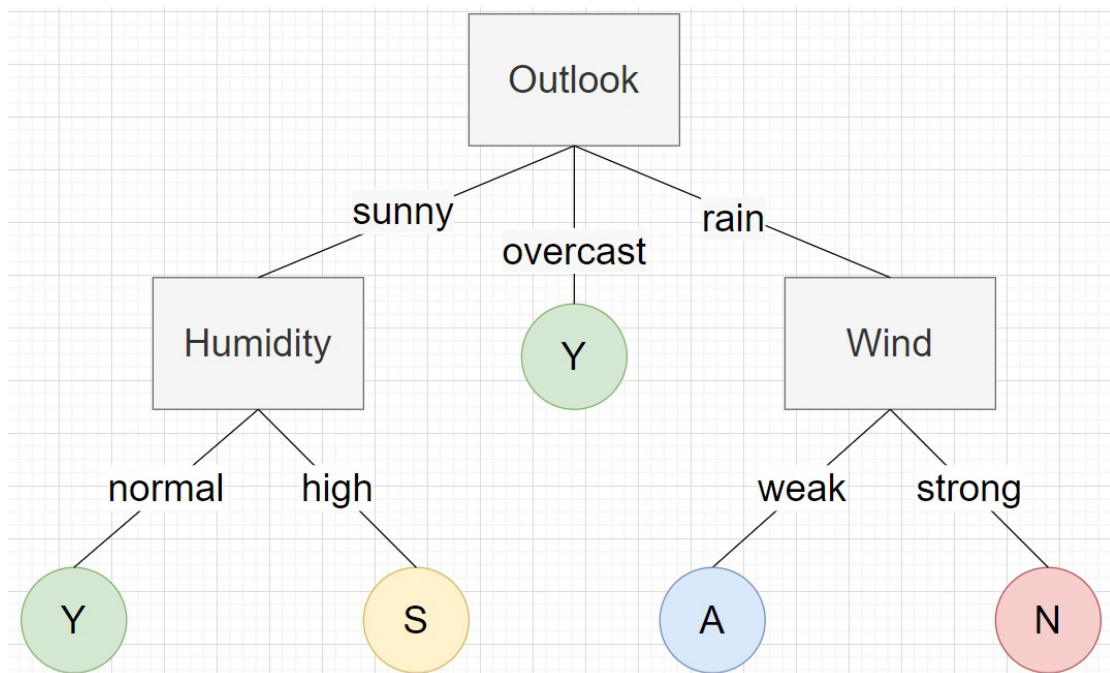 Outlook
sunny
overcast
rain
Humidity
Y
Wind
normal
high
weak
strong
Y
S
A
N